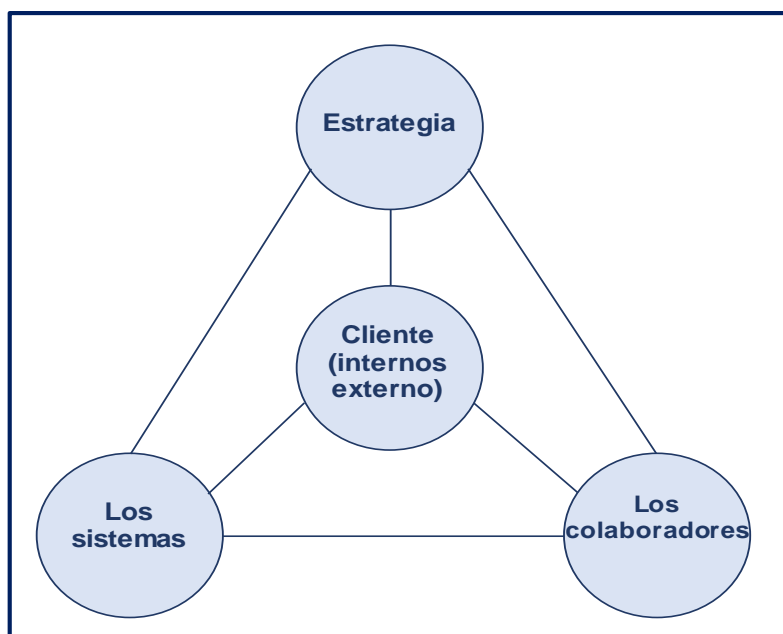 Estrategia
Cliente
(internos
externo)
Los
sistemas
Los
colaboradores